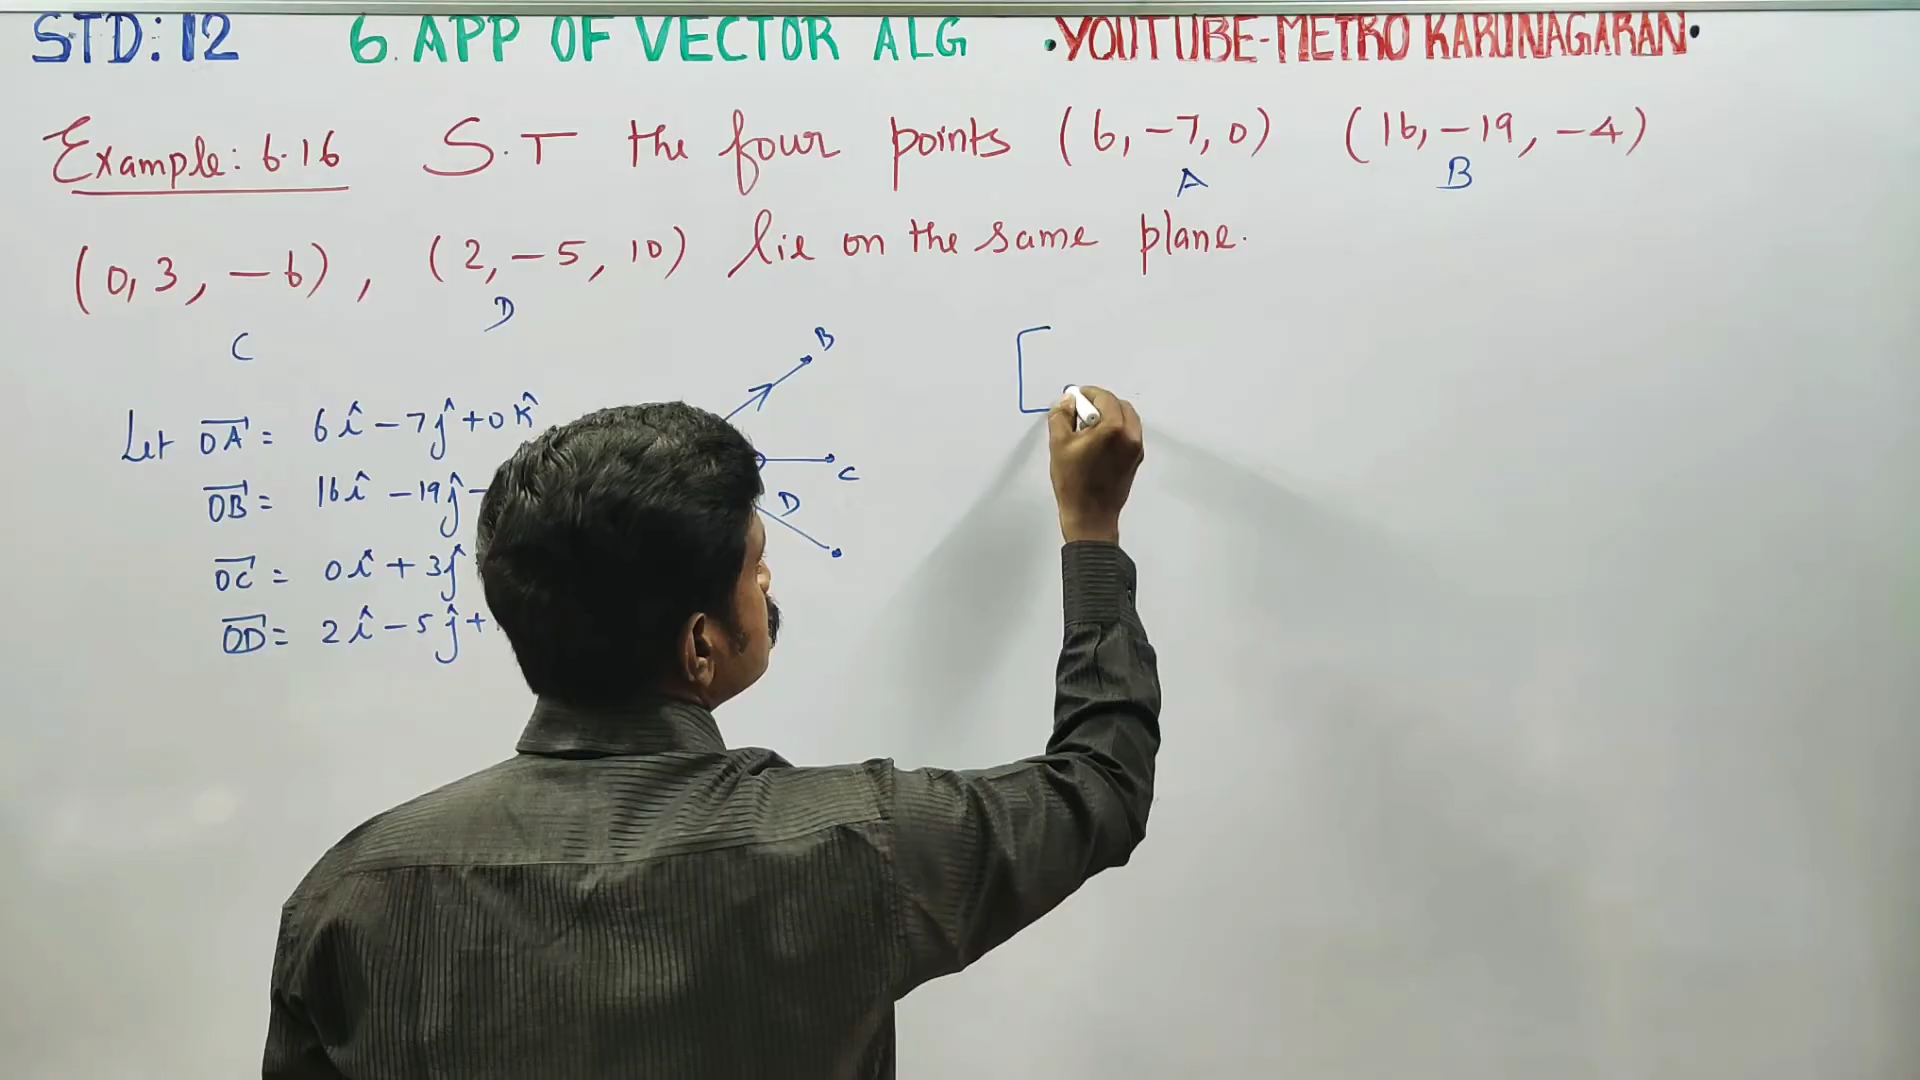 STD: 12 6. APP OF VECTOR ALG •YOUTUBE-METRO KARUNAGARAN•
Example: 6.16 S.T the four points (6, -7, 0) (16, -19, -4)
A B
(0, 3, -6), (2, -5, 10) lie on the same plane.
C D
Let OA⃗ = 6î - 7ĵ + 0k̂
OB⃗ = 16î - 19ĵ -
OC⃗ = 0î + 3ĵ
OD⃗ = 2î - 5ĵ +
B
C
D
[